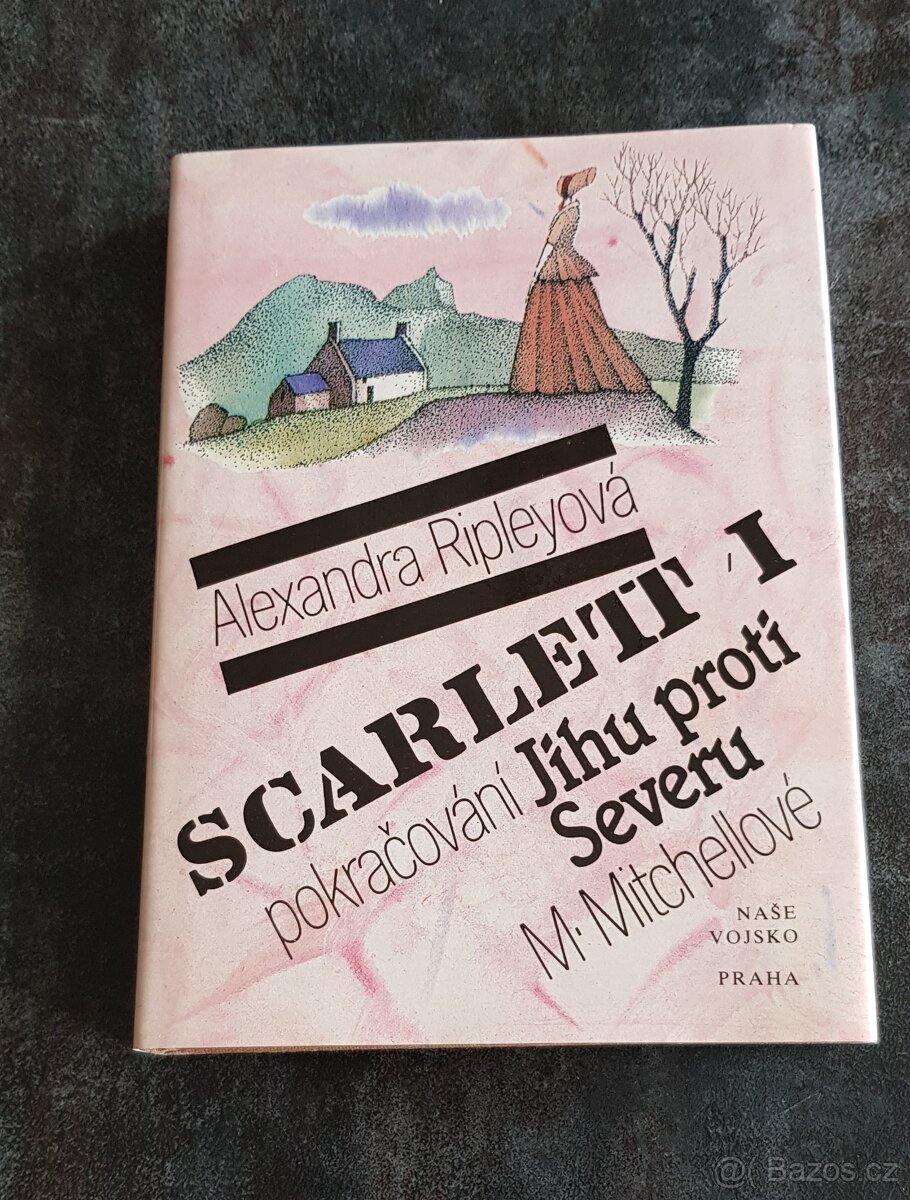 Alexandra Ripleyová
SCARLETT I
pokračování Jihu proti
Severu
M. Mitchellové
NAŠE
VOJSKO
PRAHA
@ Bazos.cz